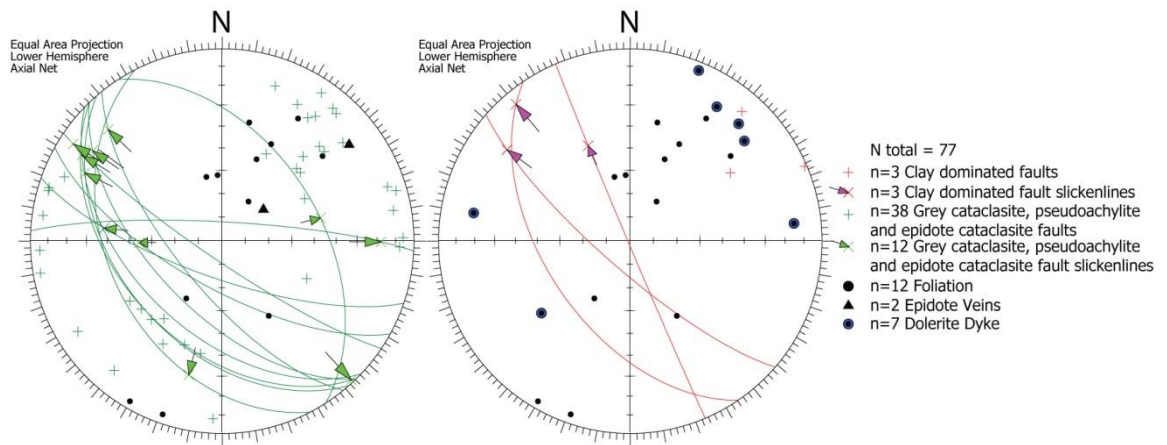 N
Equal Area Projection
Lower Hemisphere
Axial Net
N
Equal Area Projection
Lower Hemisphere
Axial Net
N total = 77
n=3 Clay dominated faults
n=3 Clay dominated fault slickenlines
n=38 Grey cataclasite, pseudoachylite
and epidote cataclasite faults
n=12 Grey cataclasite, pseudoachylite
and epidote cataclasite fault slickenlines
n=12 Foliation
n=2 Epidote Veins
n=7 Dolerite Dyke